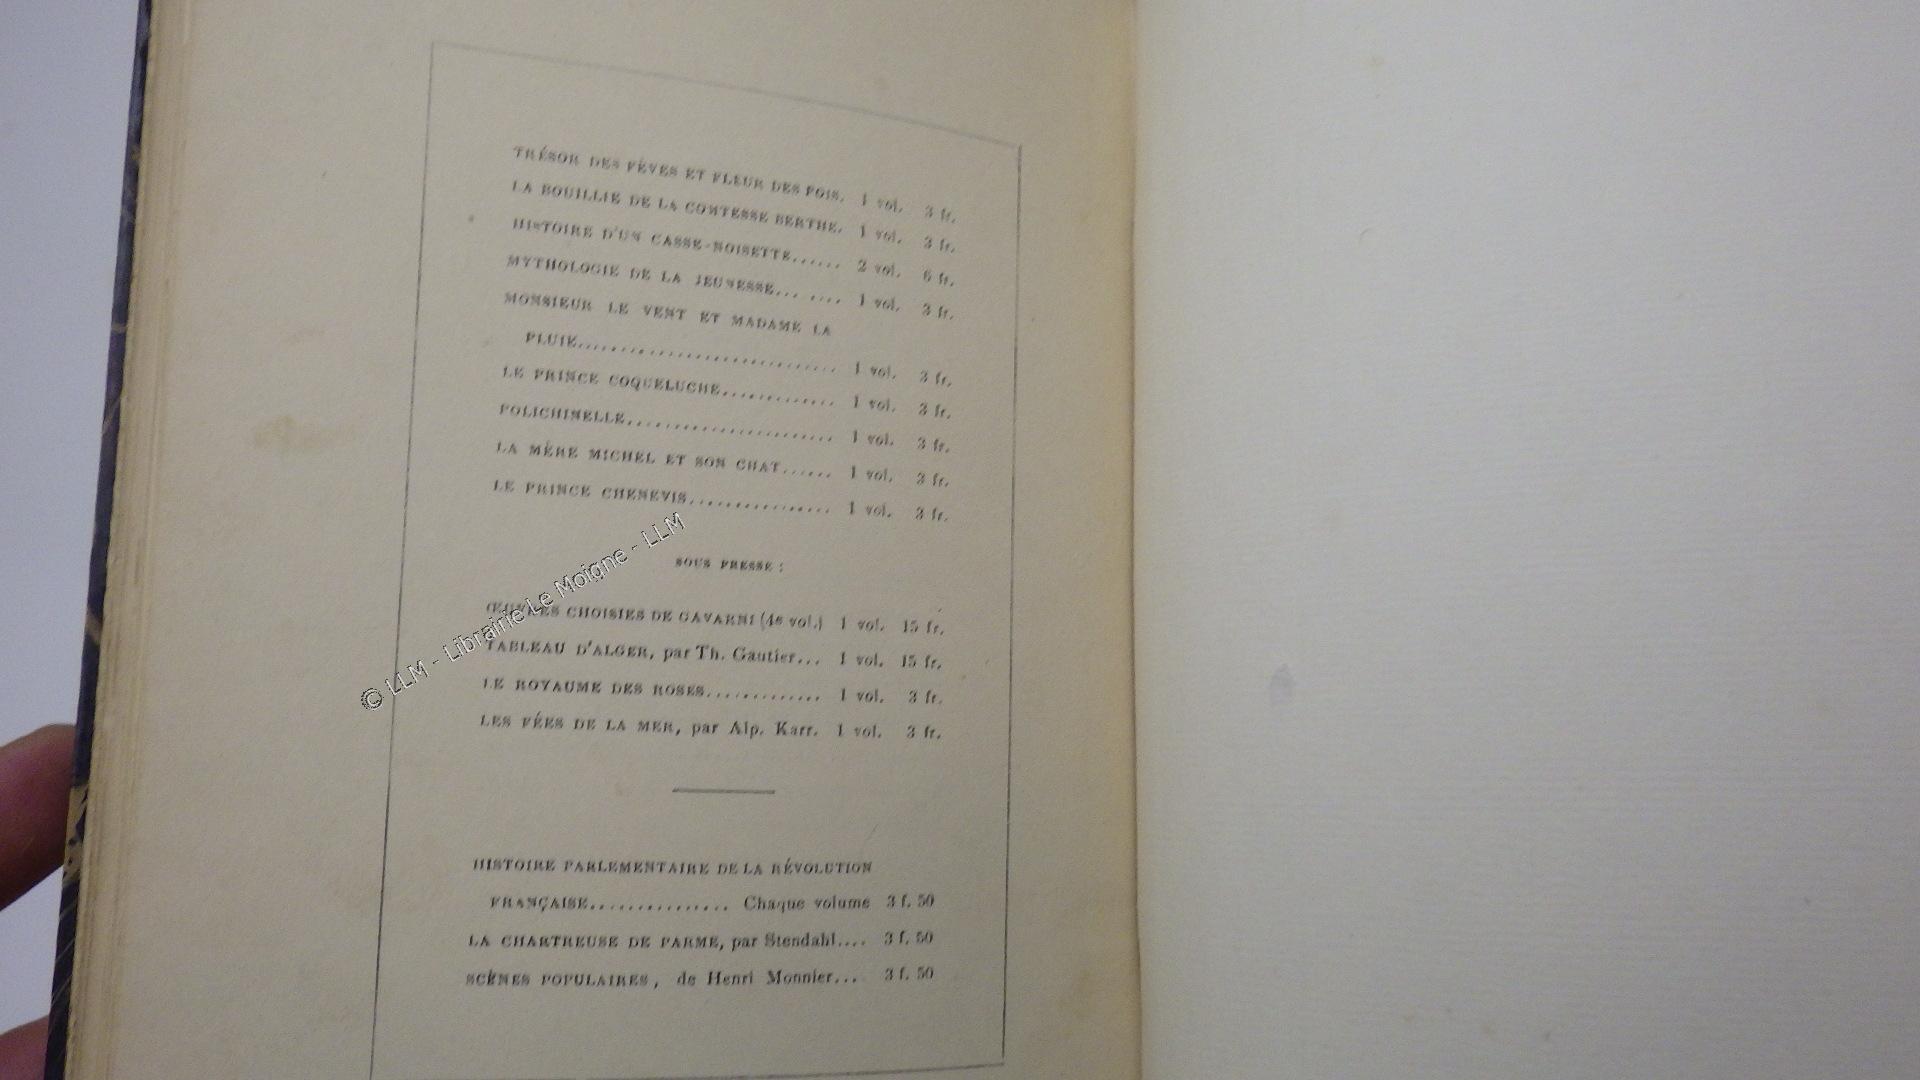 TRÉSOR DES FÈVES ET FLEUR DES POIS. 1 vol. 3 fr.
LA BOUILLIE DE LA COMTESSE BERTHE. 1 vol. 3 fr.
HISTOIRE D'UN CASSE-NOISETTE...... 2 vol. 6 fr.
MYTHOLOGIE DE LA JEUNESSE... .... 1 vol. 3 fr.
MONSIEUR LE VENT ET MADAME LA
PLUIE.............................. 1 vol. 3 fr.
LE PRINCE COQUELUCHE............. 1 vol. 3 fr.
POLICHINELLE........................ 1 vol. 3 fr.
LA MÈRE MICHEL ET SON CHAT...... 1 vol. 3 fr.
LE PRINCE CHENEVIS................ 1 vol. 3 fr.
SOUS PRESSE :
ŒUVRES CHOISIES DE GAVARNI (4e vol.) 1 vol. 15 fr.
TABLEAU D'ALGER, par Th. Gautier... 1 vol. 15 fr.
LE ROYAUME DES ROSES............. 1 vol. 3 fr.
LES FÉES DE LA MER, par Alp. Karr. 1 vol. 3 fr.
HISTOIRE PARLEMENTAIRE DE LA RÉVOLUTION
FRANÇAISE............... Chaque volume 3 f. 50
LA CHARTREUSE DE PARME, par Stendahl.... 3 f. 50
SCÈNES POPULAIRES, de Henri Monnier... 3 f. 50
© LLM - Librairie Le Moigne - LLM